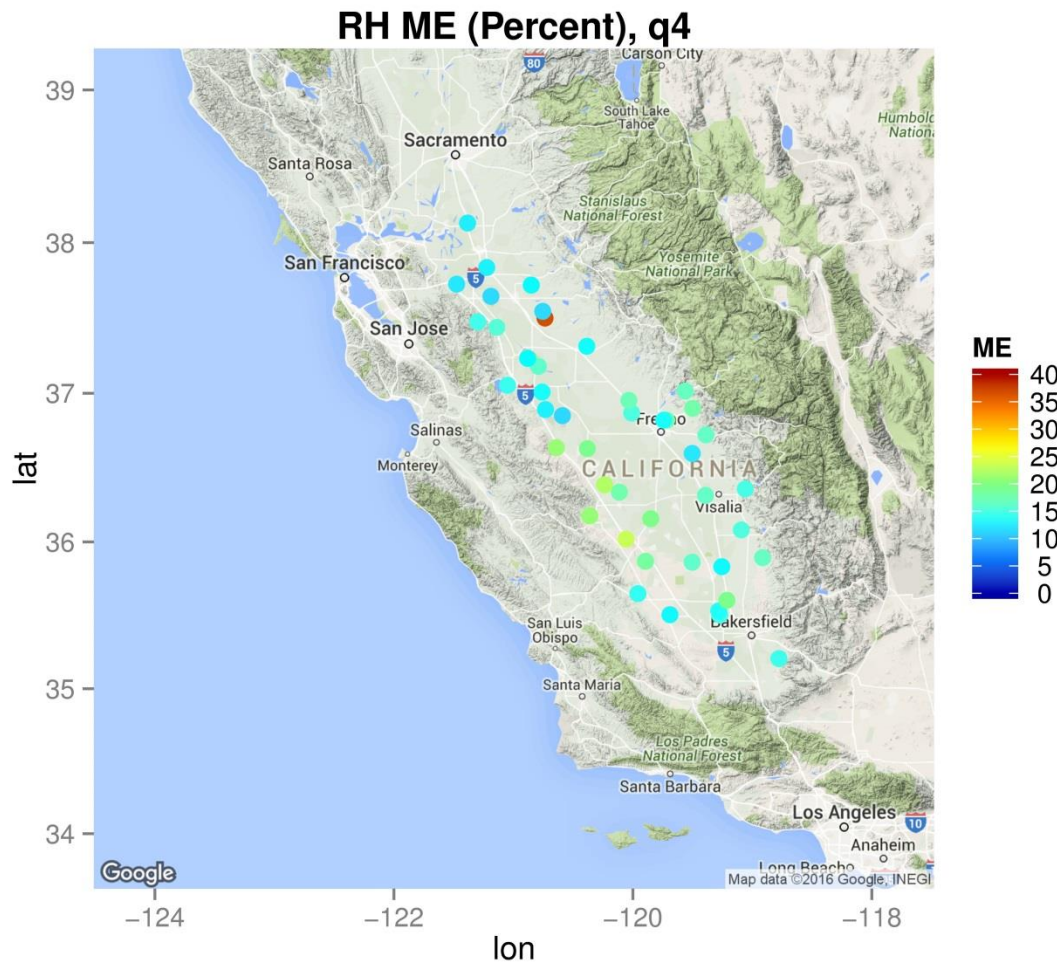 RH ME (Percent), q4
80
Carson City
39
South Lake
Tahoe
Humbol
Nationa
Sacramento
Santa Rosa
Stanislaus
National Forest
38
San Francisco
5
Yosemite
National Park
San Jose
ME
40
35
30
25
20
15
10
5
0
37
5
Salinas
Fre no
Monterey
CALIFORNIA
lat
Visalia
36
San Luis
Obispo
Bakersfield
5
35
Santa Maria
Los Padres
National Forest
Santa Barbara
Los Angeles
10
34
Anaheim
Long Beach
Google
Map data ©2016 Google, INEGI
−124
−122
−120
−118
lon